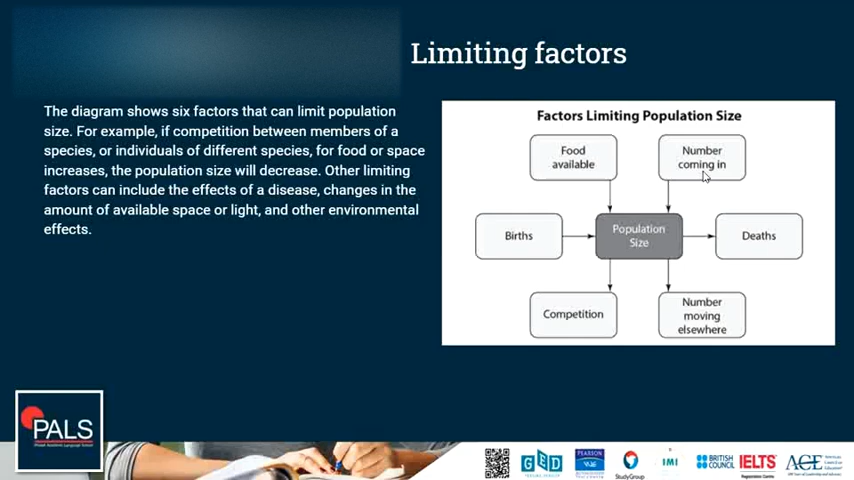 Limiting factors
The diagram shows six factors that can limit population
size. For example, if competition between members of a
species, or individuals of different species, for food or space
increases, the population size will decrease. Other limiting
factors can include the effects of a disease, changes in the
amount of available space or light, and other environmental
effects.
Factors Limiting Population Size
Food
available
Number
coming in
Births
Population
Size
Deaths
Competition
Number
moving
elsewhere
PALS
GED
PEARSON
VUE
StudyGroup
IMI
BRITISH
COUNCIL
IELTS
ACE